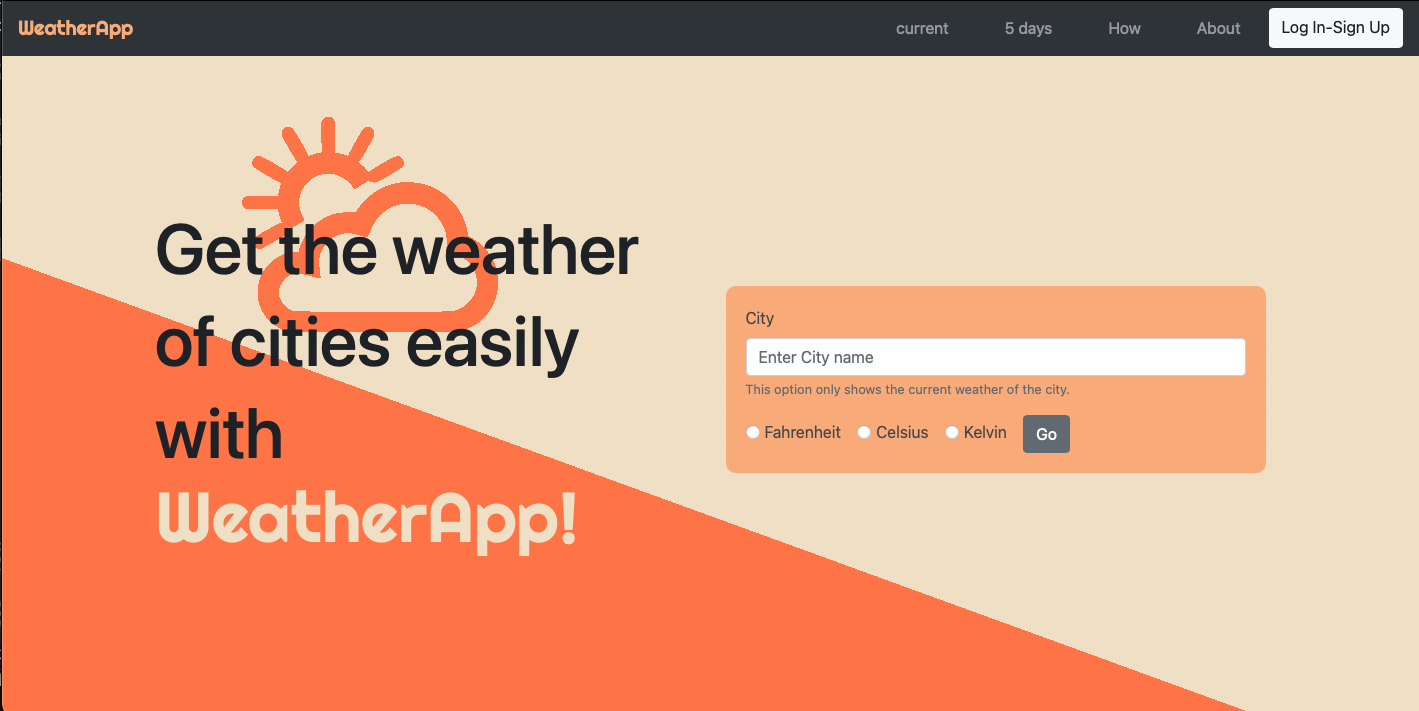 WeatherApp
current
5 days
How
About
Log In-Sign Up
Get the weather
of cities easily
with
WeatherApp!
City
Enter City name
This option only shows the current weather of the city.
Fahrenheit Celsius Kelvin Go